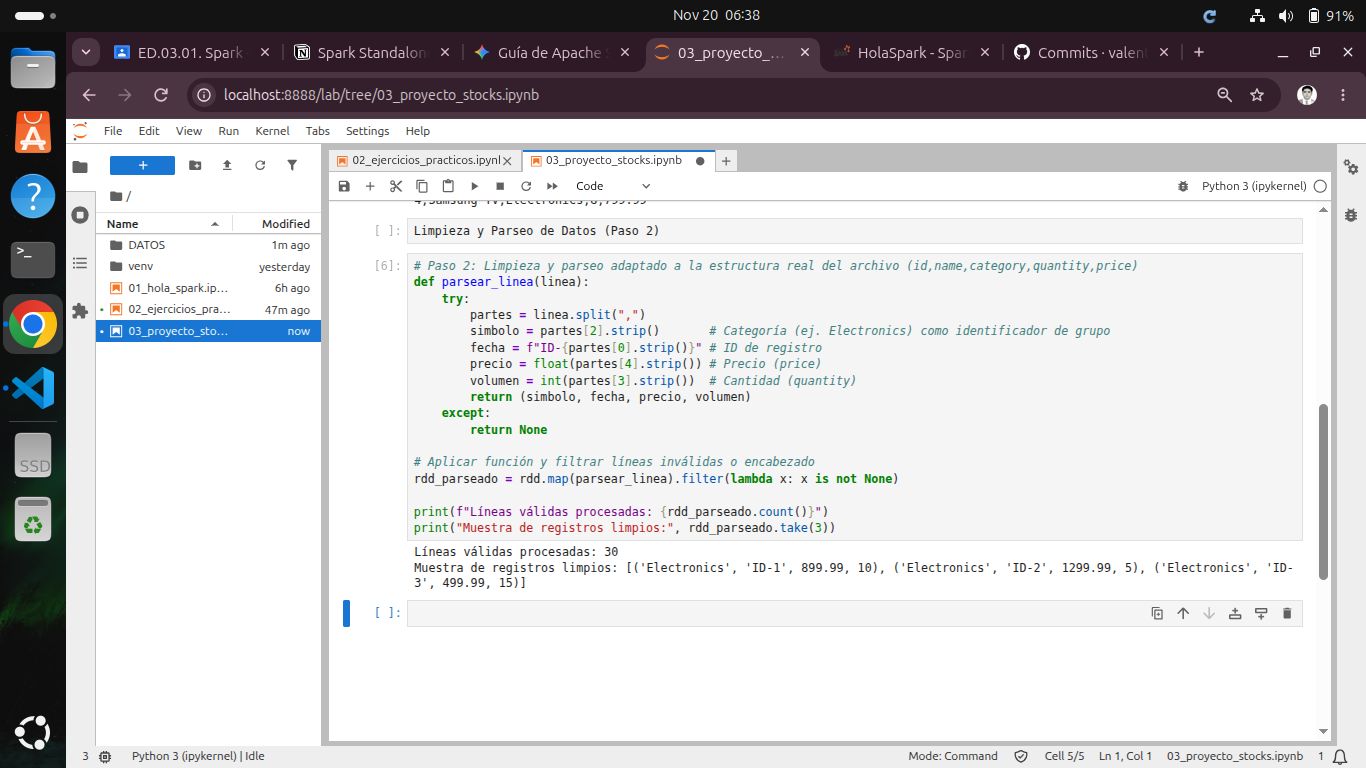 Nov 20 06:38
91%
ED.03.01. Spark
Spark Standalon
Guía de Apache S
03_proyecto_...
HolaSpark - Spar
Commits · valen
localhost:8888/lab/tree/03_proyecto_stocks.ipynb
File Edit View Run Kernel Tabs Settings Help
02_ejercicios_practicos.ipynl
03_proyecto_stocks.ipynb
Code
Python 3 (ipykernel)
/
Name Modified
DATOS 1m ago
venv yesterday
01_hola_spark.ip... 6h ago
02_ejercicios_pra... 47m ago
03_proyecto_sto... now
4,Samsung TV,Electronics,8,799.99
[ ]: Limpieza y Parseo de Datos (Paso 2)
[6]: # Paso 2: Limpieza y parseo adaptado a la estructura real del archivo (id,name,category,quantity,price)
def parsear_linea(linea):
    try:
        partes = linea.split(",")
        simbolo = partes[2].strip()       # Categoría (ej. Electronics) como identificador de grupo
        fecha = f"ID-{partes[0].strip()}" # ID de registro
        precio = float(partes[4].strip()) # Precio (price)
        volumen = int(partes[3].strip())  # Cantidad (quantity)
        return (simbolo, fecha, precio, volumen)
    except:
        return None
# Aplicar función y filtrar líneas inválidas o encabezado
rdd_parseado = rdd.map(parsear_linea).filter(lambda x: x is not None)
print(f"Líneas válidas procesadas: {rdd_parseado.count()}")
print("Muestra de registros limpios:", rdd_parseado.take(3))
Líneas válidas procesadas: 30
Muestra de registros limpios: [('Electronics', 'ID-1', 899.99, 10), ('Electronics', 'ID-2', 1299.99, 5), ('Electronics', 'ID-
3', 499.99, 15)]
[ ]:
SSD
3 Python 3 (ipykernel) | Idle
Mode: Command Cell 5/5 Ln 1, Col 1 03_proyecto_stocks.ipynb 1